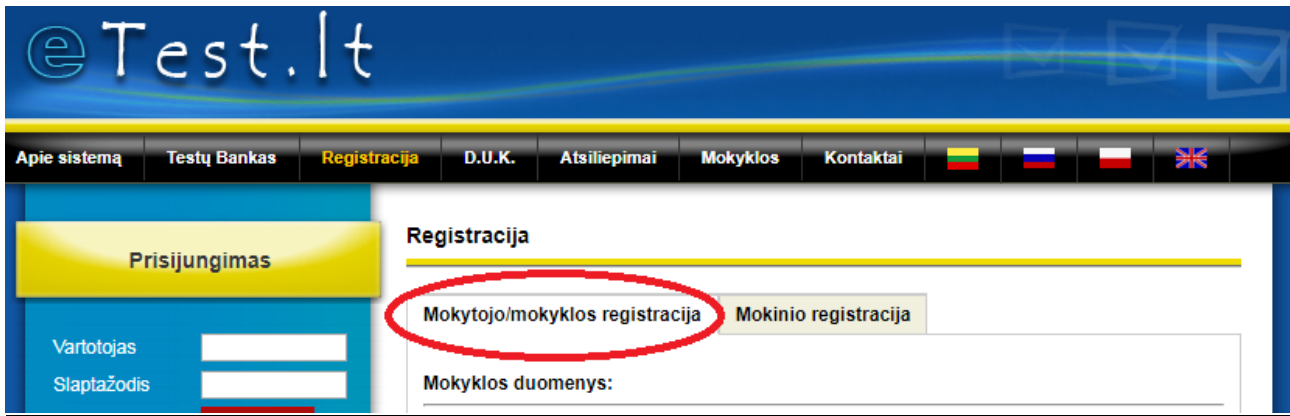 eTest.lt
Apie sistemą Testų Bankas Registracija D.U.K. Atsiliepimai Mokyklos Kontaktai
Prisijungimas
Vartotojas
Slaptažodis
Registracija
Mokytojo/mokyklos registracija Mokinio registracija
Mokyklos duomenys: